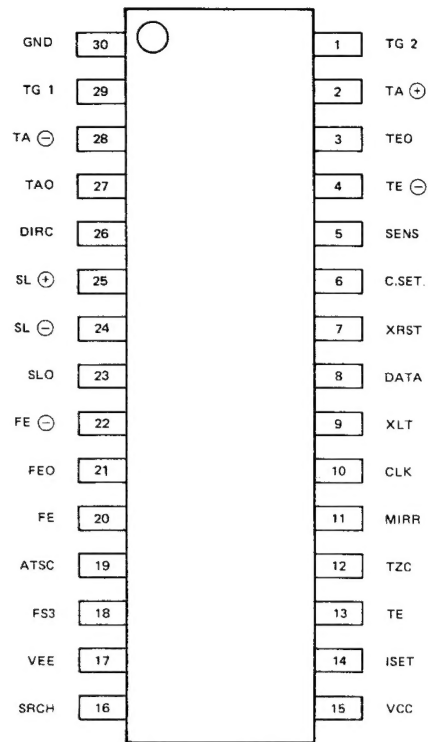 GND 30 1 TG 2
TG 1 29 2 TA ⊕
TA ⊖ 28 3 TEO
TAO 27 4 TE ⊖
DIRC 26 5 SENS
SL ⊕ 25 6 C.SET.
SL ⊖ 24 7 XRST
SLO 23 8 DATA
FE ⊖ 22 9 XLT
FEO 21 10 CLK
FE 20 11 MIRR
ATSC 19 12 TZC
FS3 18 13 TE
VEE 17 14 ISET
SRCH 16 15 VCC